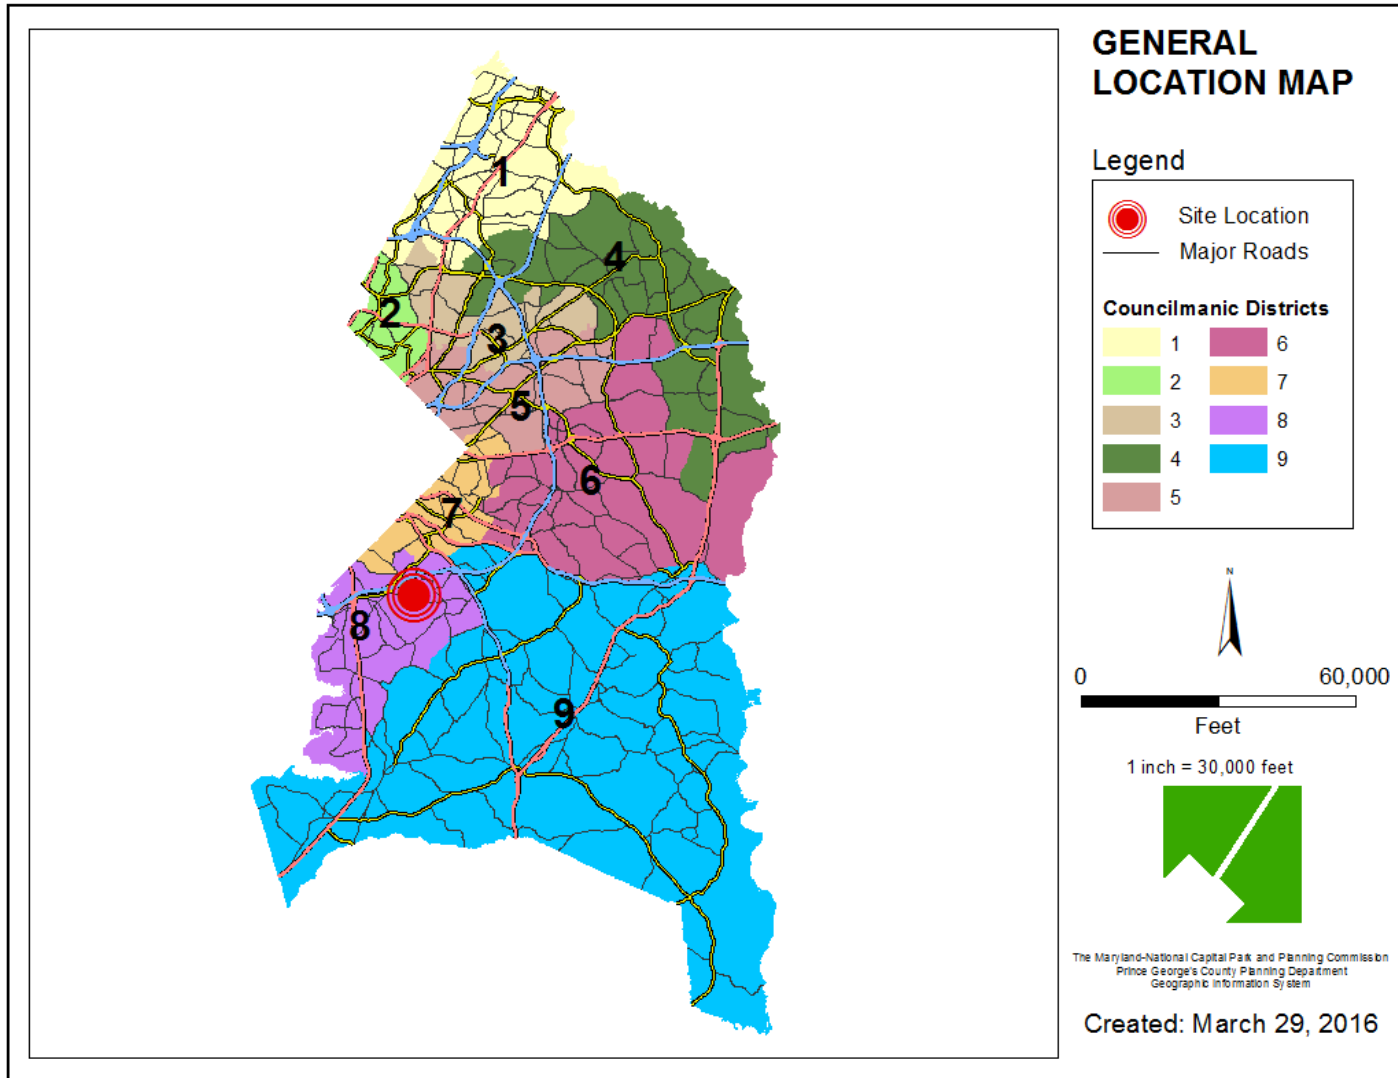 GENERAL
LOCATION MAP
Legend
Site Location
Major Roads
Councilmanic Districts
1 6
2 7
3 8
4 9
5
N
0 60,000
Feet
1 inch = 30,000 feet
The Maryland-National Capital Park and Planning Commission
Prince George's County Planning Department
Geographic Information System
Created: March 29, 2016
1
4
2
3
5
6
7
8
9